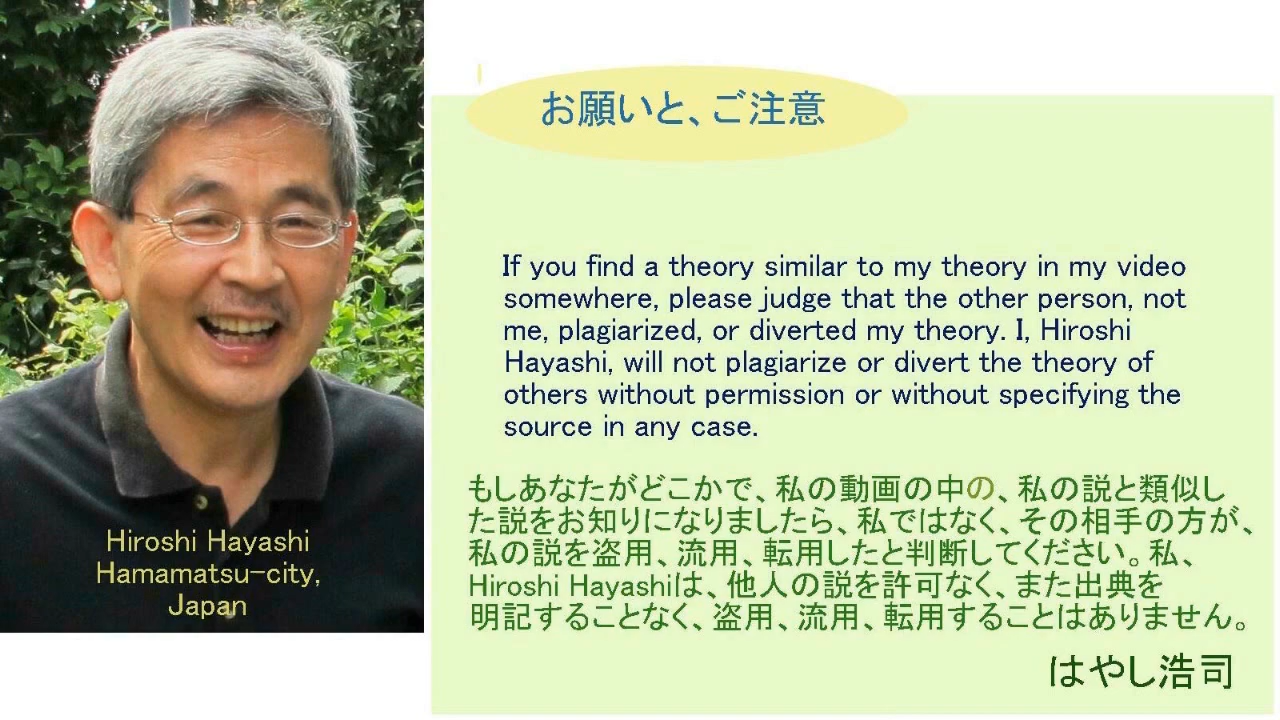 お願いと、ご注意
If you find a theory similar to my theory in my video
somewhere, please judge that the other person, not
me, plagiarized, or diverted my theory. I, Hiroshi
Hayashi, will not plagiarize or divert the theory of
others without permission or without specifying the
source in any case.
もしあなたがどこかで、私の動画の中の、私の説と類似し
た説をお知りになりましたら、私ではなく、その相手の方が、
私の説を盗用、流用、転用したと判断してください。私、
Hiroshi Hayashiは、他人の説を許可なく、また出典を
明記することなく、盗用、流用、転用することはありません。
はやし浩司
Hiroshi Hayashi
Hamamatsu-city,
Japan